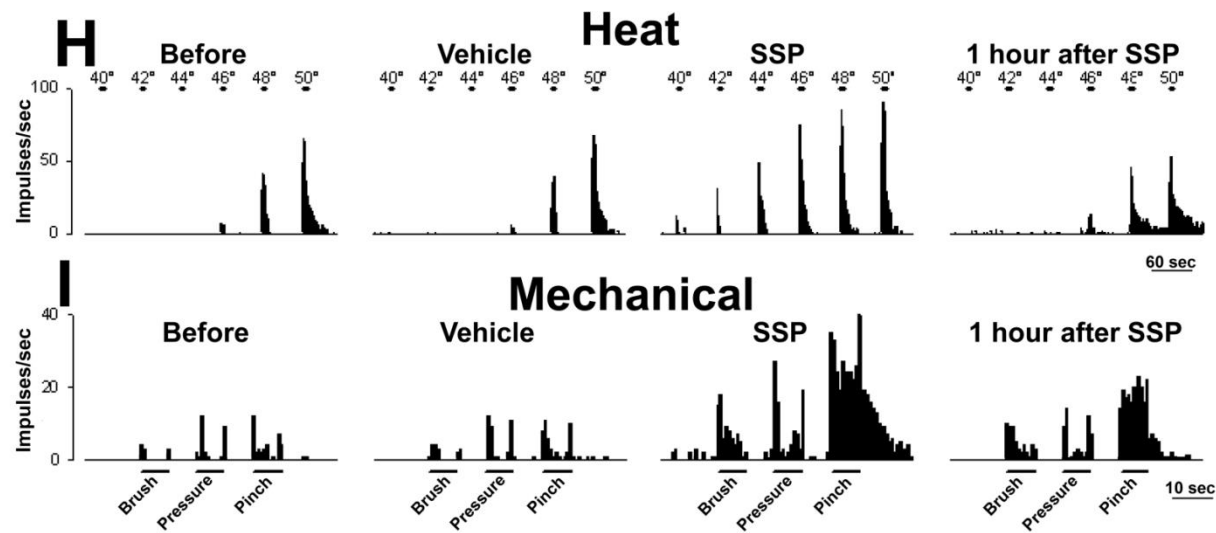 H
Heat
Before Vehicle SSP 1 hour after SSP
40° 42° 44° 46° 48° 50° 40° 42° 44° 46° 48° 50° 40° 42° 44° 46° 48° 50° 40° 42° 44° 46° 48° 50°
Impulses/sec
100
50
0
60 sec
I
Mechanical
Before Vehicle SSP 1 hour after SSP
Impulses/sec
40
20
0
Brush Pressure Pinch Brush Pressure Pinch Brush Pressure Pinch Brush Pressure Pinch
10 sec